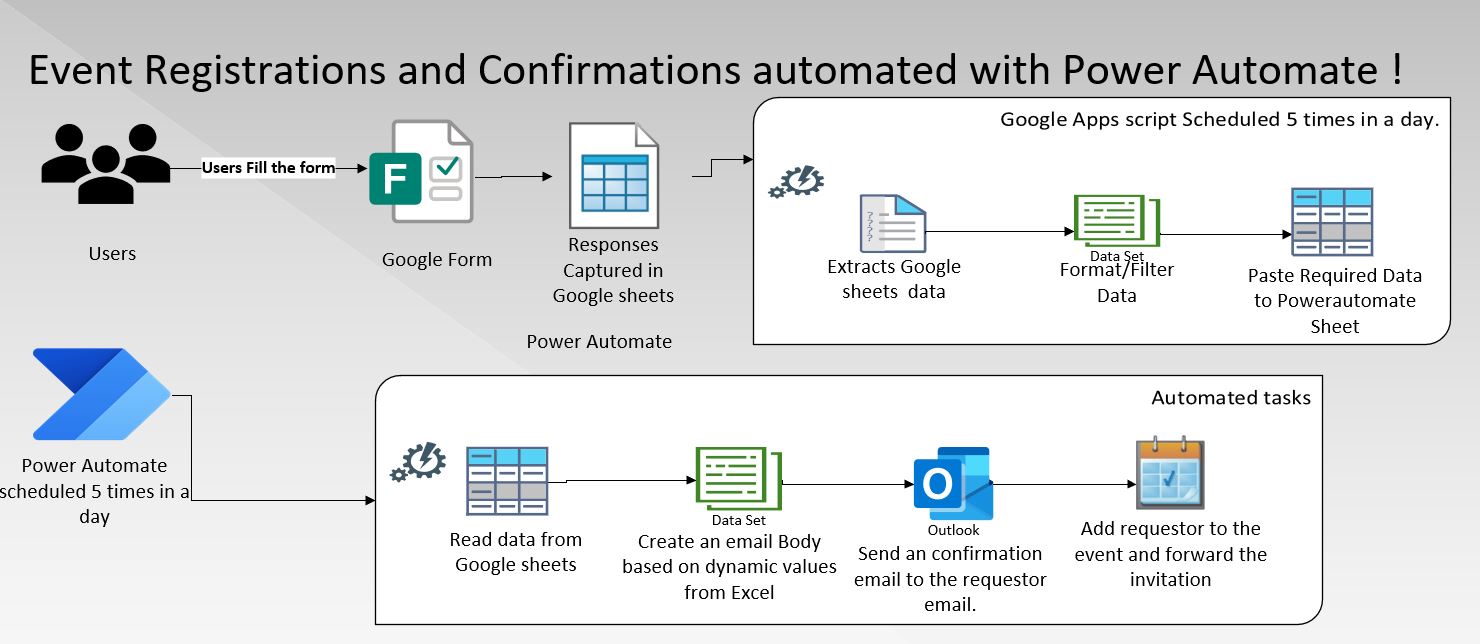 Event Registrations and Confirmations automated with Power Automate !
Google Apps script Scheduled 5 times in a day.
Users Fill the form
F
Users
Google Form
Responses
Captured in
Google sheets
????
Extracts Google
sheets data
Data Set
Format/Filter
Data
Paste Required Data
to Powerautomate
Sheet
Power Automate
Power Automate
scheduled 5 times in a
day
Automated tasks
Read data from
Google sheets
Data Set
Create an email Body
based on dynamic values
from Excel
O
Outlook
Send an confirmation
email to the requestor
email.
Add requestor to the
event and forward the
invitation